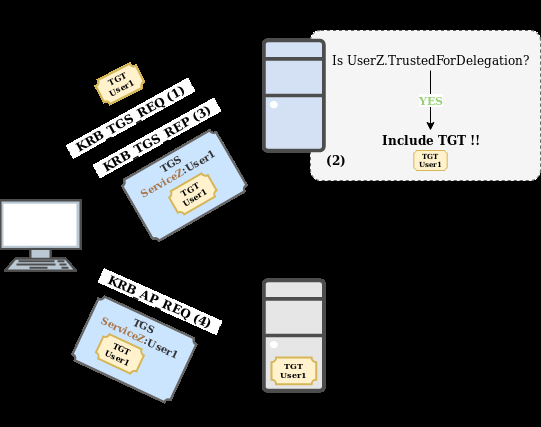 TGT
User1
KRB_TGS_REQ (1)
KRB_TGS_REP (3)
TGS
ServiceZ:User1
TGT
User1
Is UserZ.TrustedForDelegation?
YES
Include TGT !!
(2)
TGT
User1
KRB_AP_REQ (4)
TGS
ServiceZ:User1
TGT
User1
TGT
User1